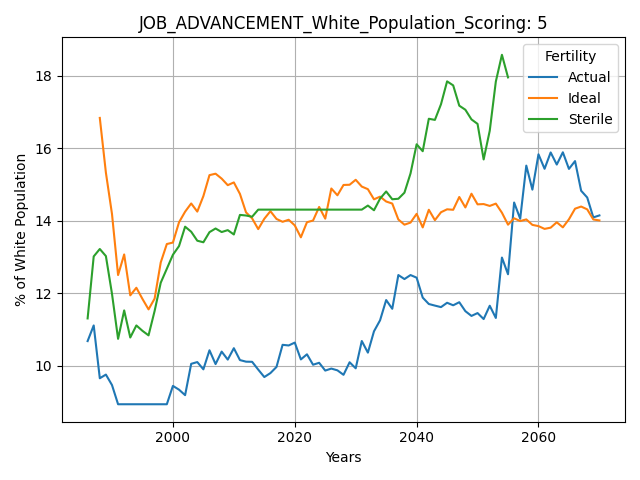 JOB_ADVANCEMENT_White_Population_Scoring: 5
Fertility
Actual
Ideal
Sterile
% of White Population
18
16
14
12
10
2000
2020
2040
2060
Years